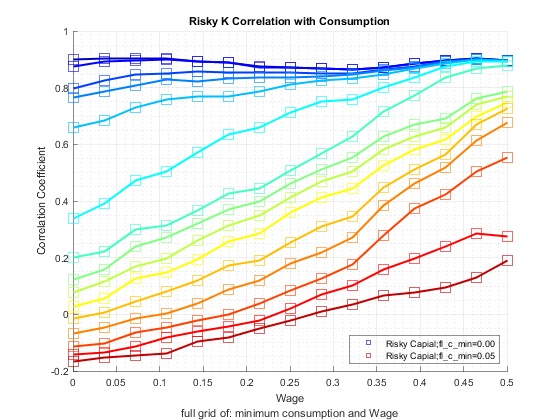 Risky K Correlation with Consumption
1
0.8
0.6
0.4
0.2
0
-0.2
Correlation Coefficient
0 0.05 0.1 0.15 0.2 0.25 0.3 0.35 0.4 0.45 0.5
Risky Capial;fl_c_min=0.00
Risky Capial;fl_c_min=0.05
Wage
full grid of: minimum consumption and Wage